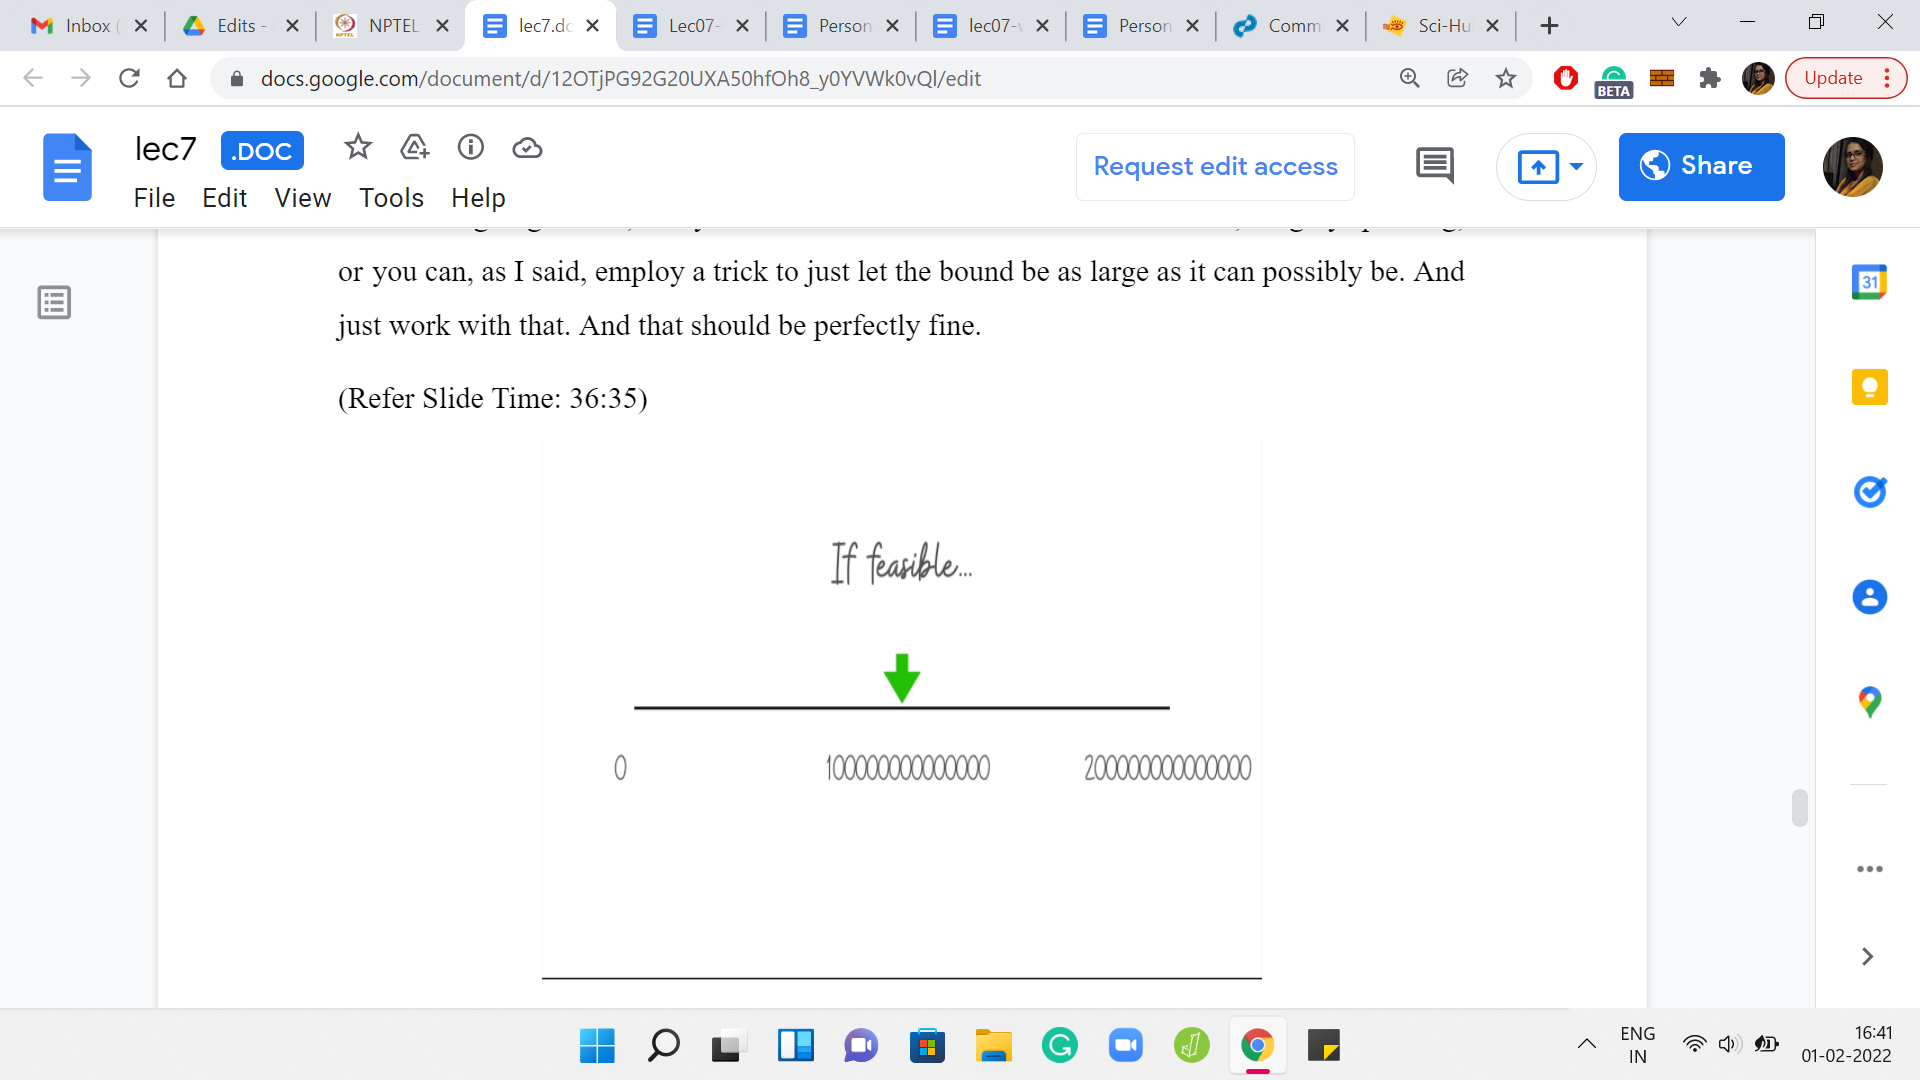 Inbox (
Edits -
NPTEL
lec7.do
Lec07-
Person
lec07-v
Person
Comm
Sci-Hu
docs.google.com/document/d/12OTjPG92G20UXA50hfOh8_y0YVWk0vQl/edit
BETA
Update
lec7
.DOC
File Edit View Tools Help
Request edit access
Share
31
or you can, as I said, employ a trick to just let the bound be as large as it can possibly be. And
just work with that. And that should be perfectly fine.
(Refer Slide Time: 36:35)
If feasible...
0
100000000000000
200000000000000
ENG
IN
16:41
01-02-2022